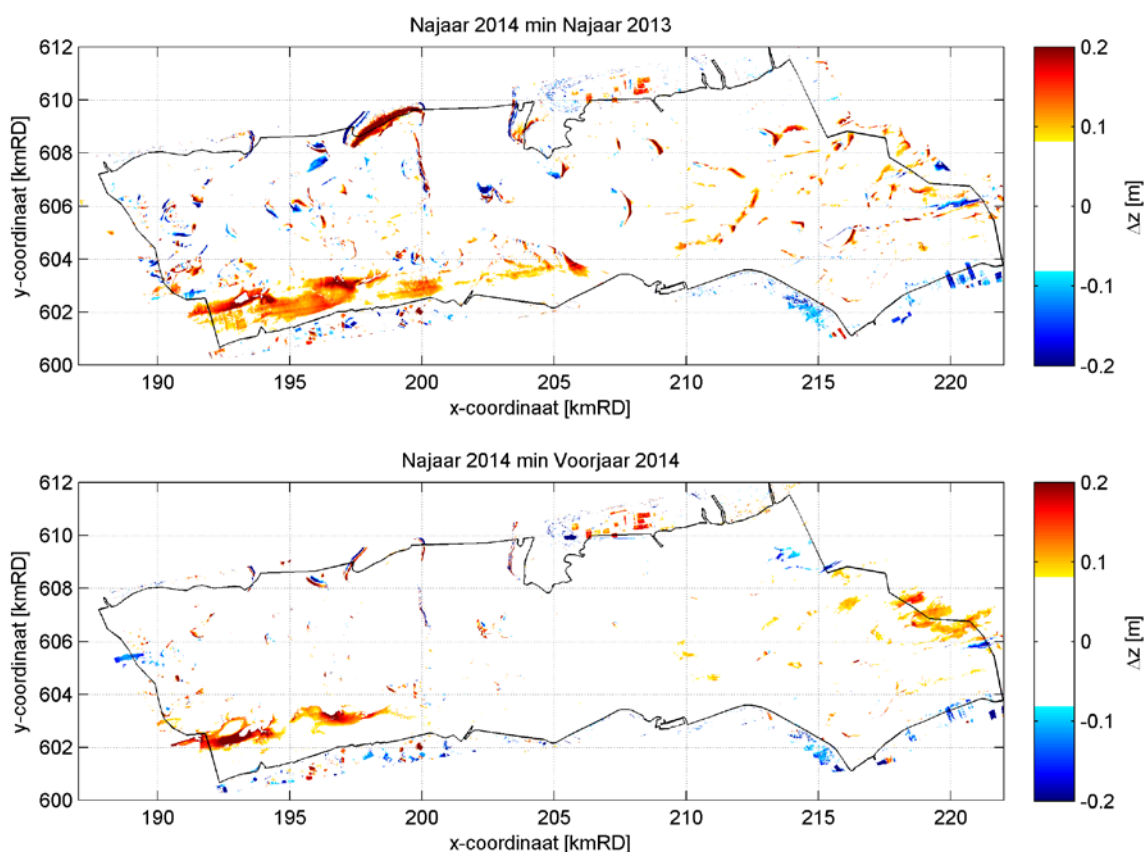 Najaar 2014 min Najaar 2013
612
610
608
606
604
602
600
y-coordinaat [kmRD]
190 195 200 205 210 215 220
x-coordinaat [kmRD]
0.2
0.1
0
-0.1
-0.2
Δz [m]
Najaar 2014 min Voorjaar 2014
612
610
608
606
604
602
600
y-coordinaat [kmRD]
190 195 200 205 210 215 220
x-coordinaat [kmRD]
0.2
0.1
0
-0.1
-0.2
Δz [m]